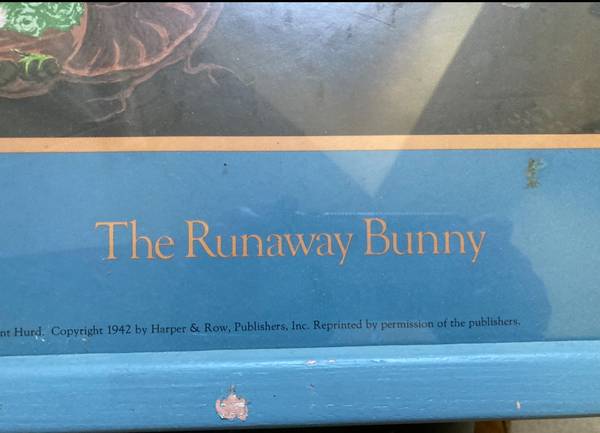 The Runaway Bunny
nt Hurd. Copyright 1942 by Harper & Row, Publishers, Inc. Reprinted by permission of the publishers.